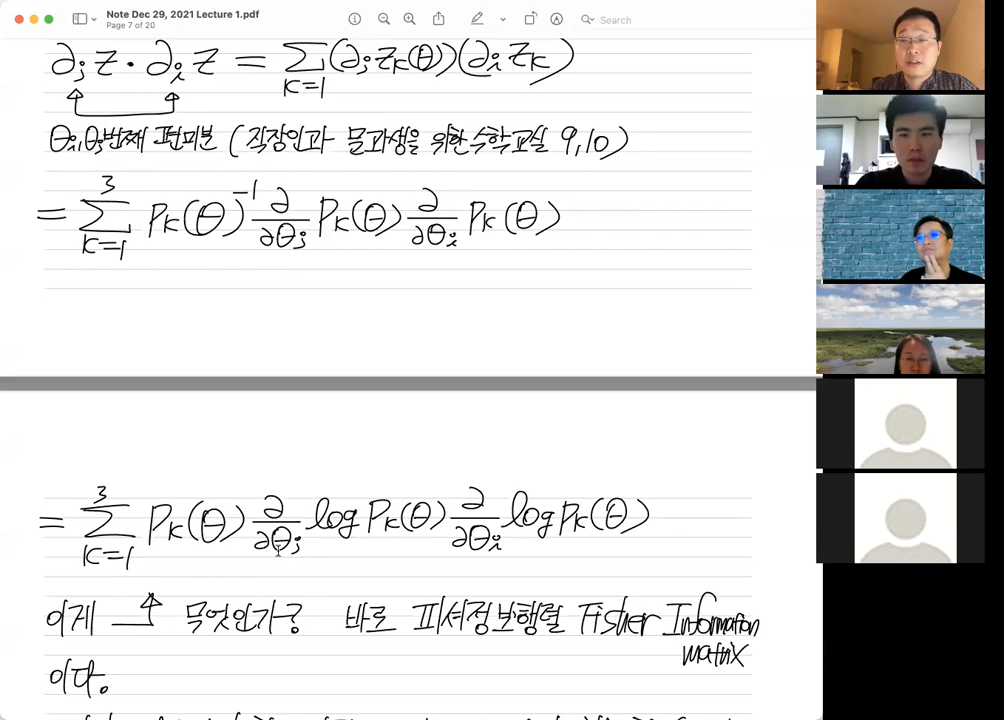 Note Dec 29, 2021 Lecture 1.pdf
Page 7 of 20
Search
∂ⱼz · ∂ᵢz = Σ_{K=1} (∂ⱼz_K(θ))(∂ᵢz_K)
θᵢ, θⱼ번째 편미분 (직장인과 문과생을 위한 수학교실 9,10)
= Σ_{K=1}^{3} P_K(θ)^{-1} ∂/∂θⱼ P_K(θ) ∂/∂θᵢ P_K(θ)
= Σ_{K=1}^{3} P_K(θ) ∂/∂θⱼ log P_K(θ) ∂/∂θᵢ log P_K(θ)
이게 무엇인가? 바로 피셔정보행렬 Fisher Information
matrix
이다.